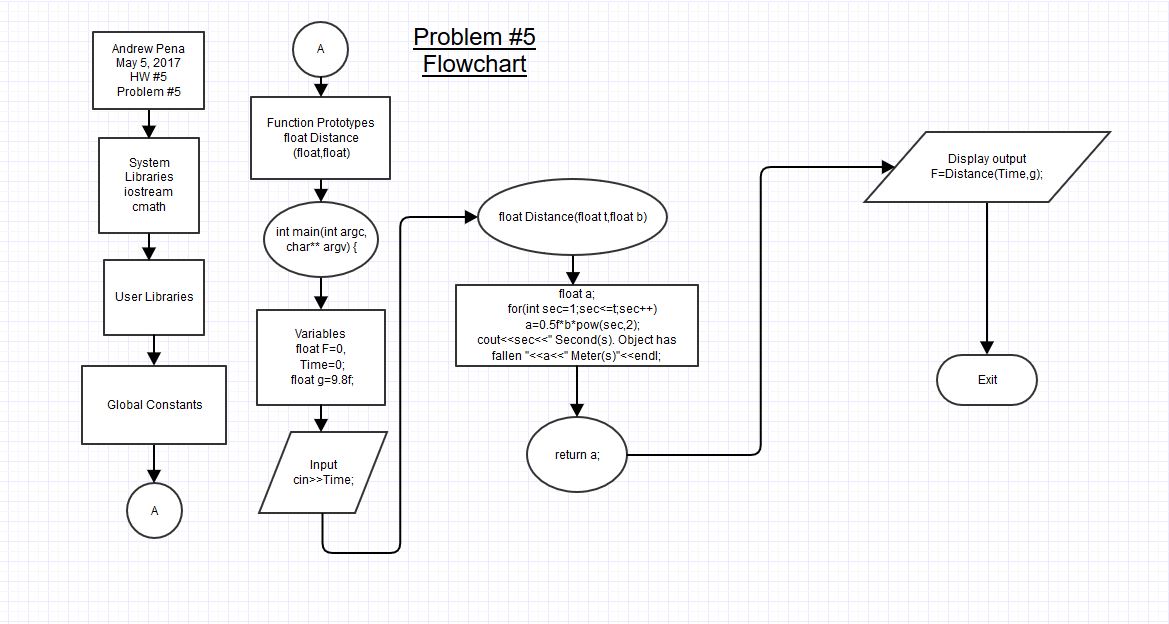 Problem #5
Flowchart
Andrew Pena
May 5, 2017
HW #5
Problem #5
System
Libraries
iostream
cmath
User Libraries
Global Constants
A
A
Function Prototypes
float Distance
(float,float)
int main(int argc,
char** argv) {
Variables
float F=0,
Time=0;
float g=9.8f;
Input
cin>>Time;
float Distance(float t,float b)
float a;
for(int sec=1;sec<=t;sec++)
a=0.5f*b*pow(sec,2);
cout<<sec<<" Second(s). Object has
fallen "<<a<<" Meter(s)"<<endl;
return a;
Display output
F=Distance(Time,g);
Exit